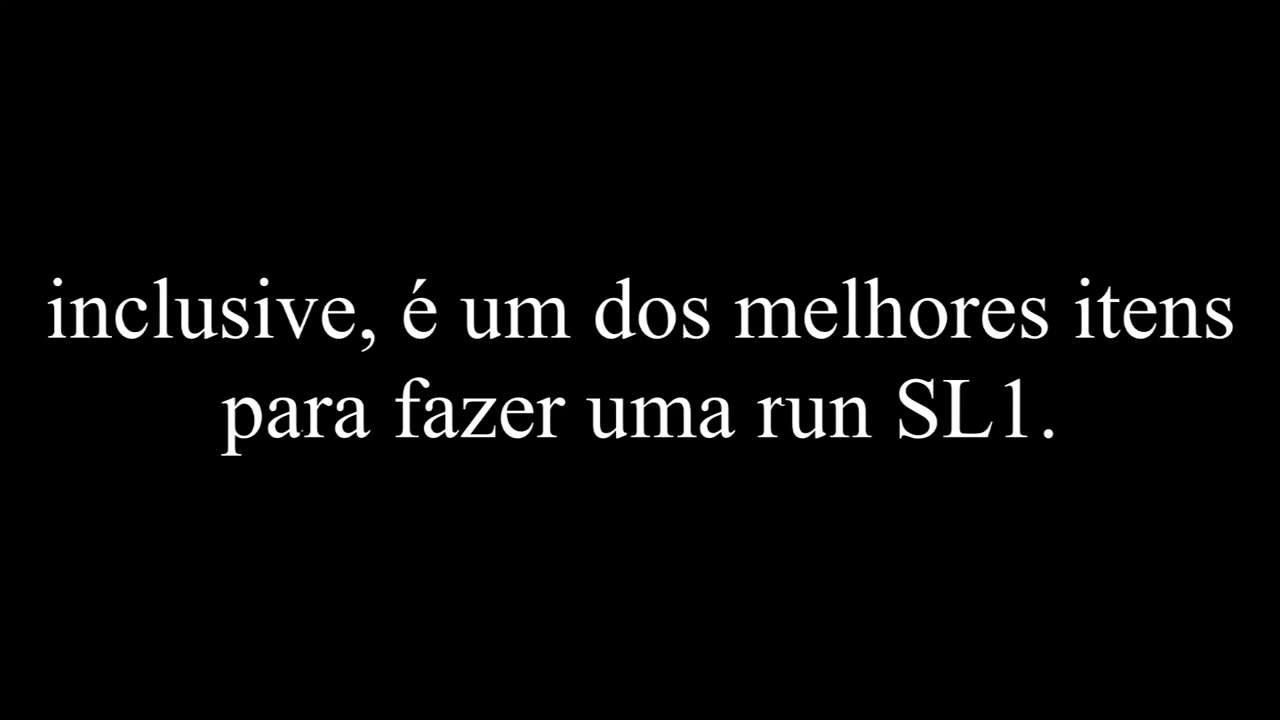 inclusive, é um dos melhores itens
para fazer uma run SL1.